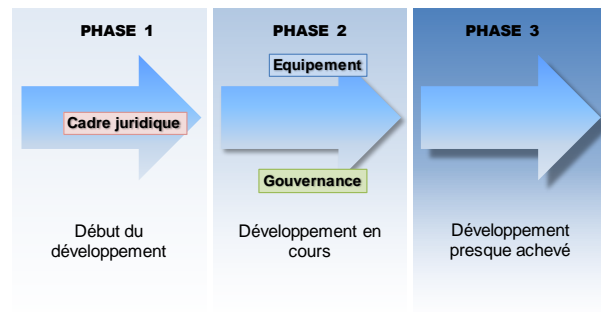 PHASE 1
Cadre juridique
Début du
développement
PHASE 2
Equipement
Gouvernance
Développement en
cours
PHASE 3
Développement
presque achevé